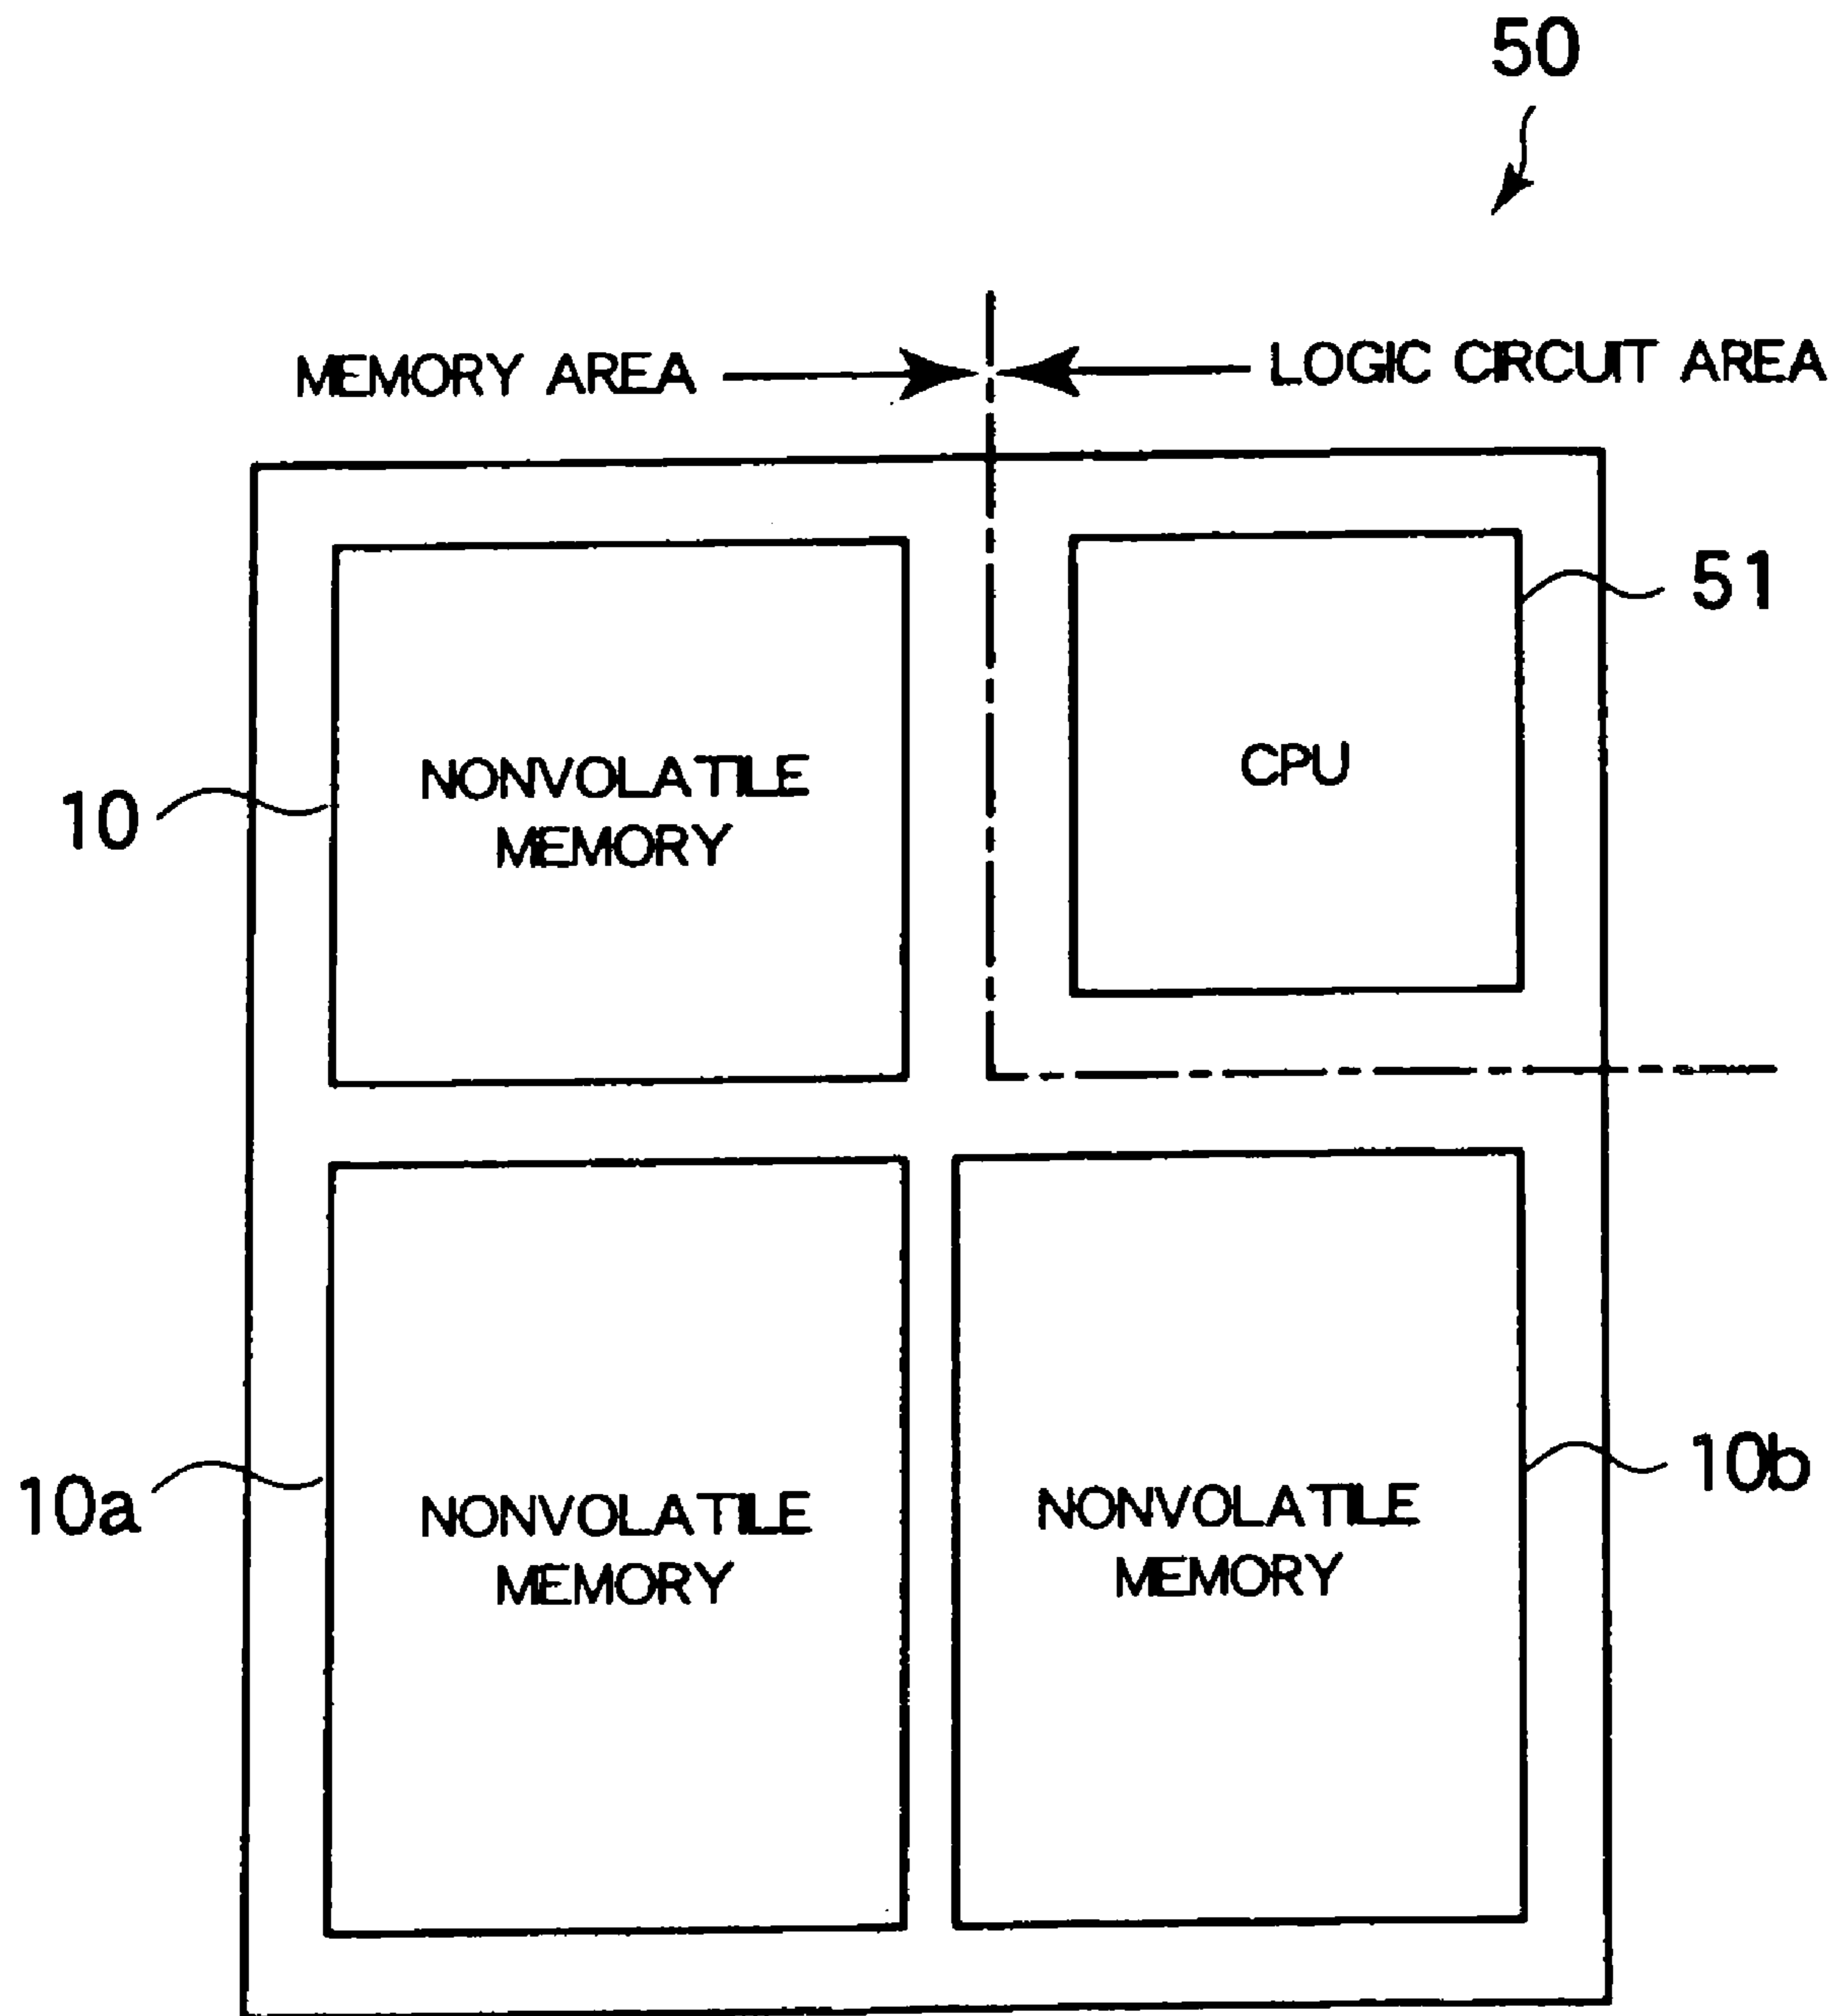 50
MEMORY AREA
LOGIC CIRCUIT AREA
51
CPU
NONVOLATILE
MEMORY
10
10a
NONVOLATILE
MEMORY
10b
NONVOLATILE
MEMORY